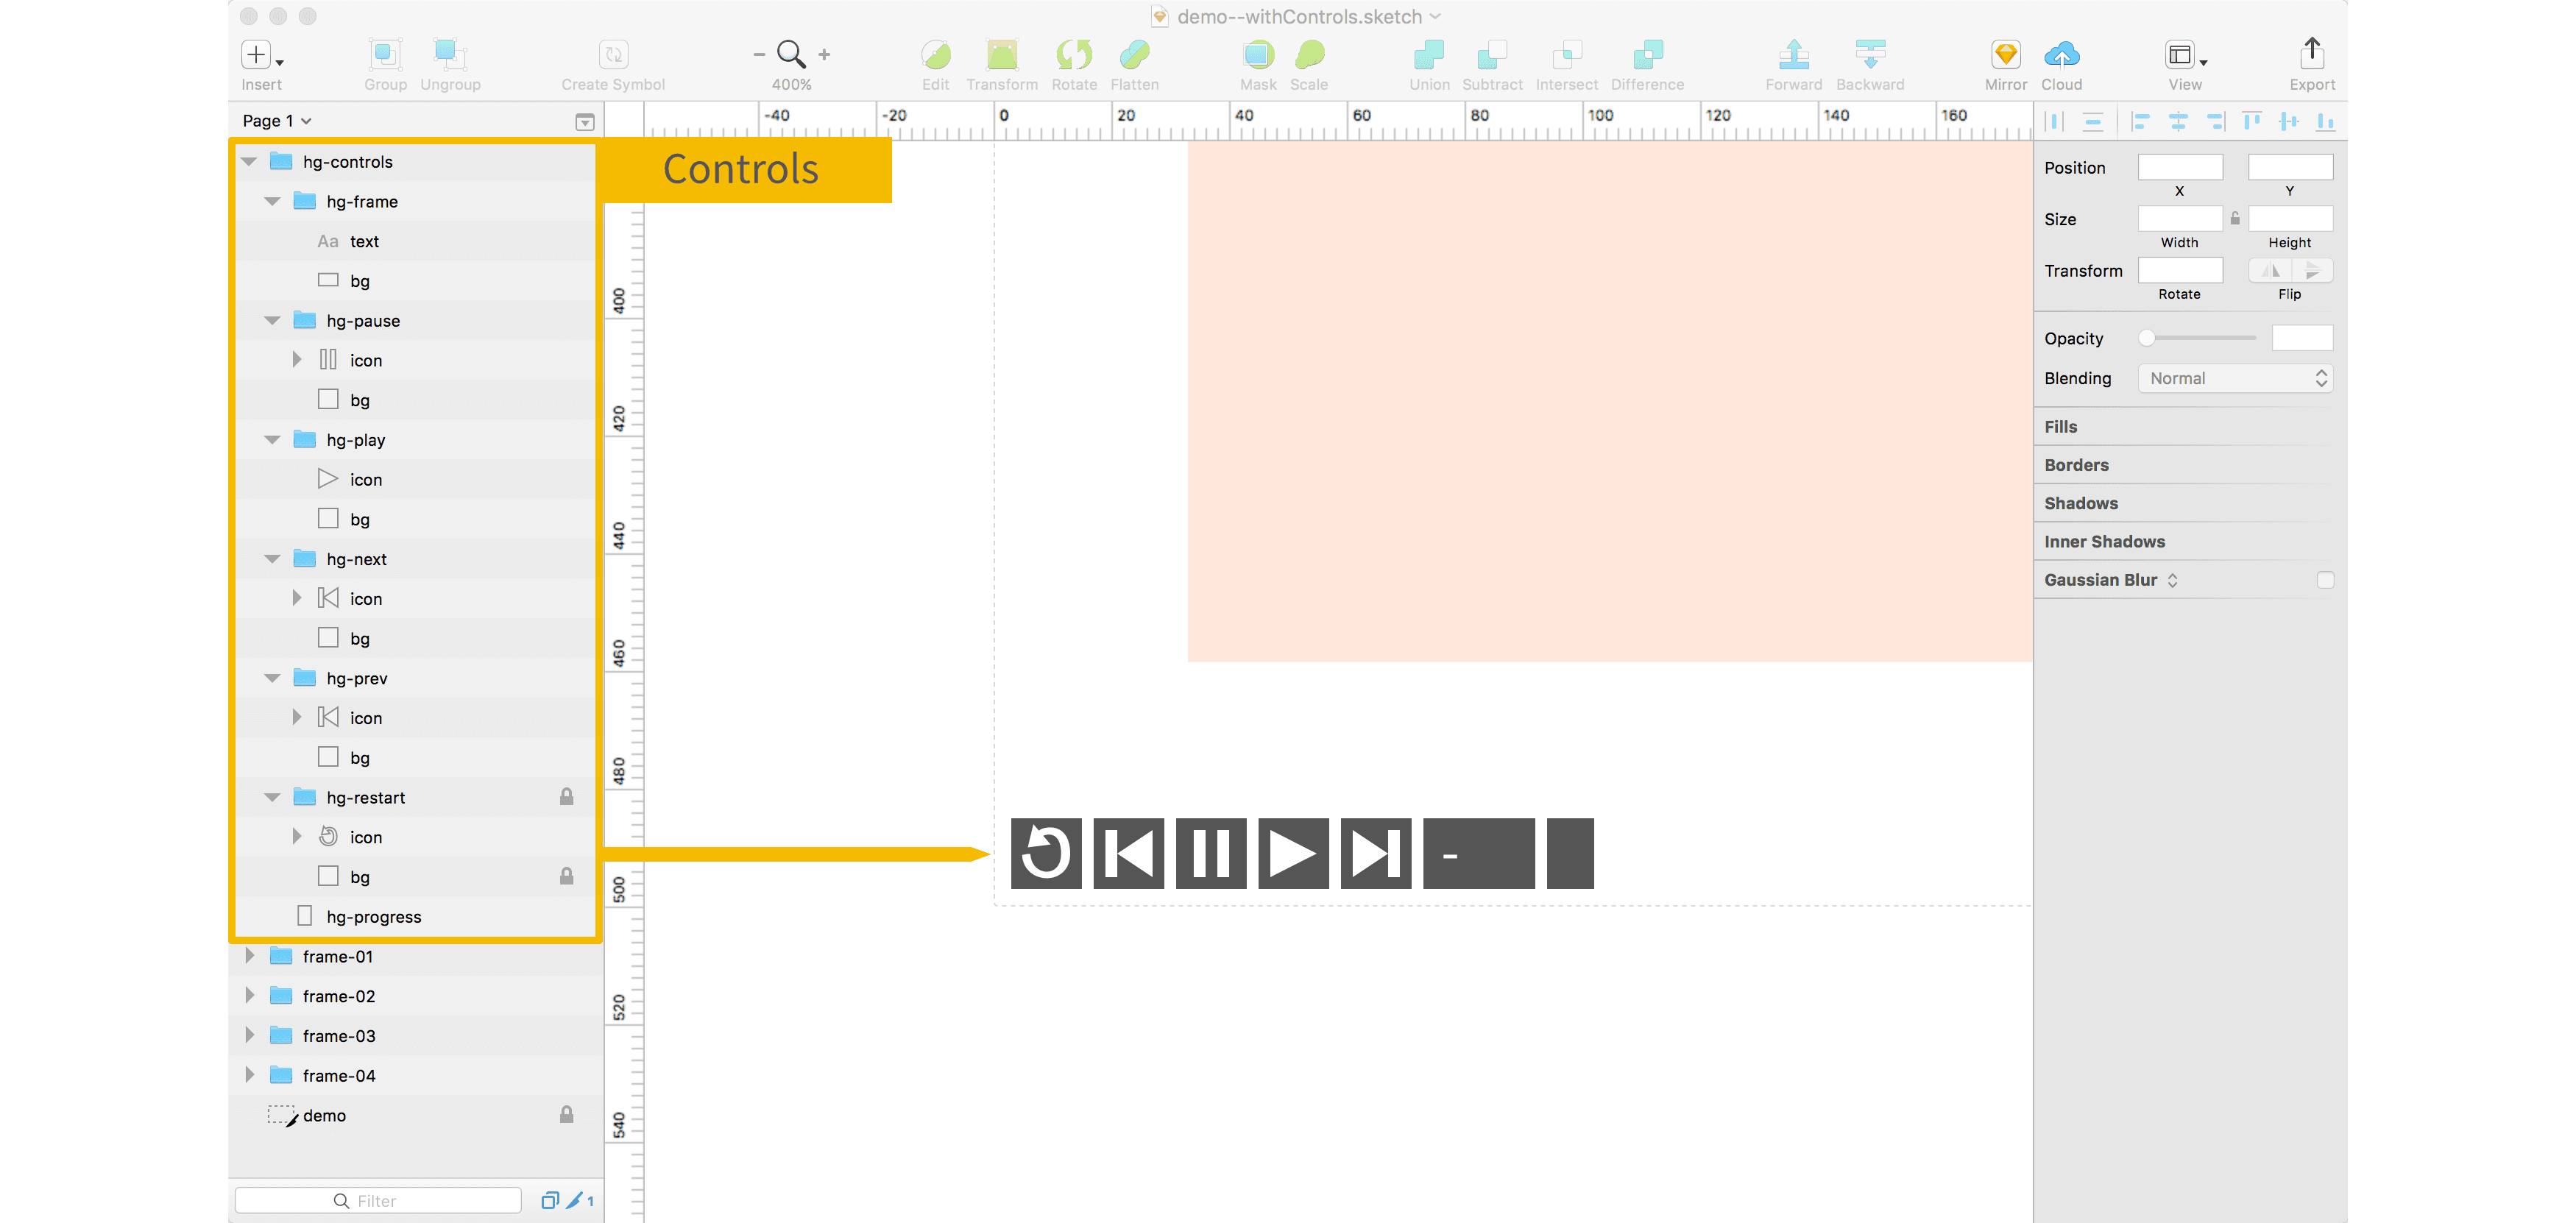 demo--withControls.sketch
Insert Group Ungroup Create Symbol 400% Edit Transform Rotate Flatten Mask Scale Union Subtract Intersect Difference Forward Backward Mirror Cloud View Export
Page 1
-40 -20 0 20 40 60 80 100 120 140 160
Controls
hg-controls
hg-frame
Aa text
bg
hg-pause
icon
bg
hg-play
icon
bg
hg-next
icon
bg
hg-prev
icon
bg
hg-restart
icon
bg
hg-progress
frame-01
frame-02
frame-03
frame-04
demo
Filter
1
400
420
440
460
480
500
520
540
-
Position
X Y
Size
Width Height
Transform
Rotate Flip
Opacity
Blending Normal
Fills
Borders
Shadows
Inner Shadows
Gaussian Blur